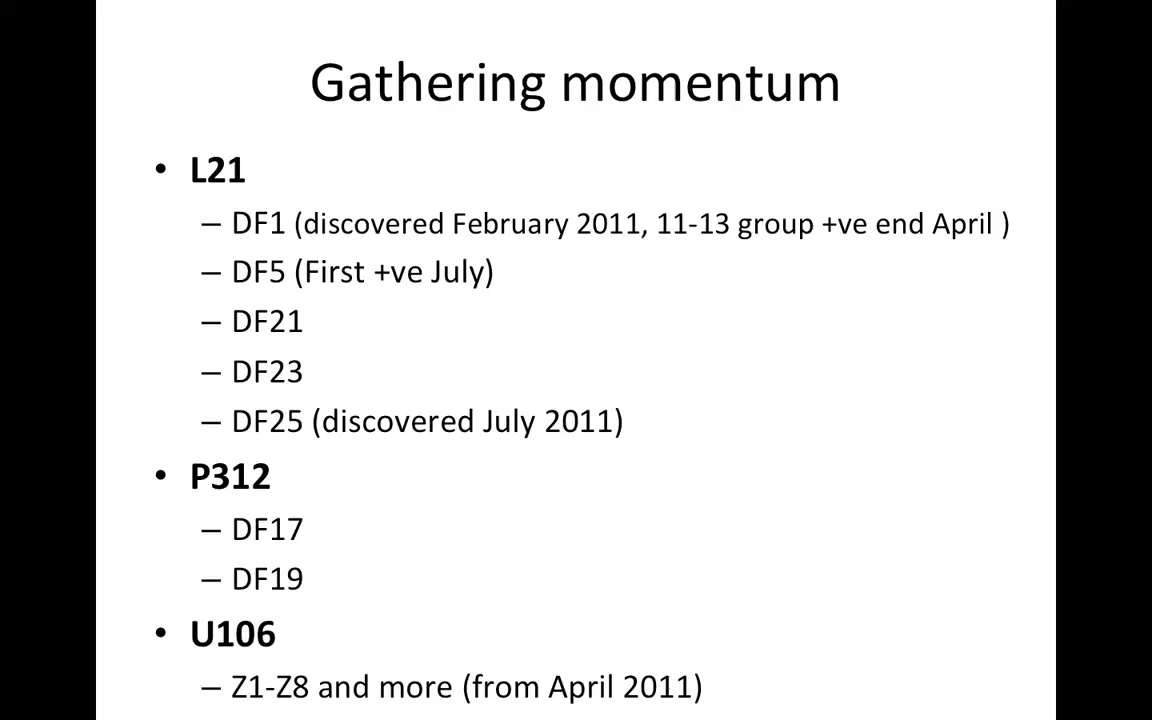 Gathering momentum
• L21
– DF1 (discovered February 2011, 11-13 group +ve end April )
– DF5 (First +ve July)
– DF21
– DF23
– DF25 (discovered July 2011)
• P312
– DF17
– DF19
• U106
– Z1-Z8 and more (from April 2011)